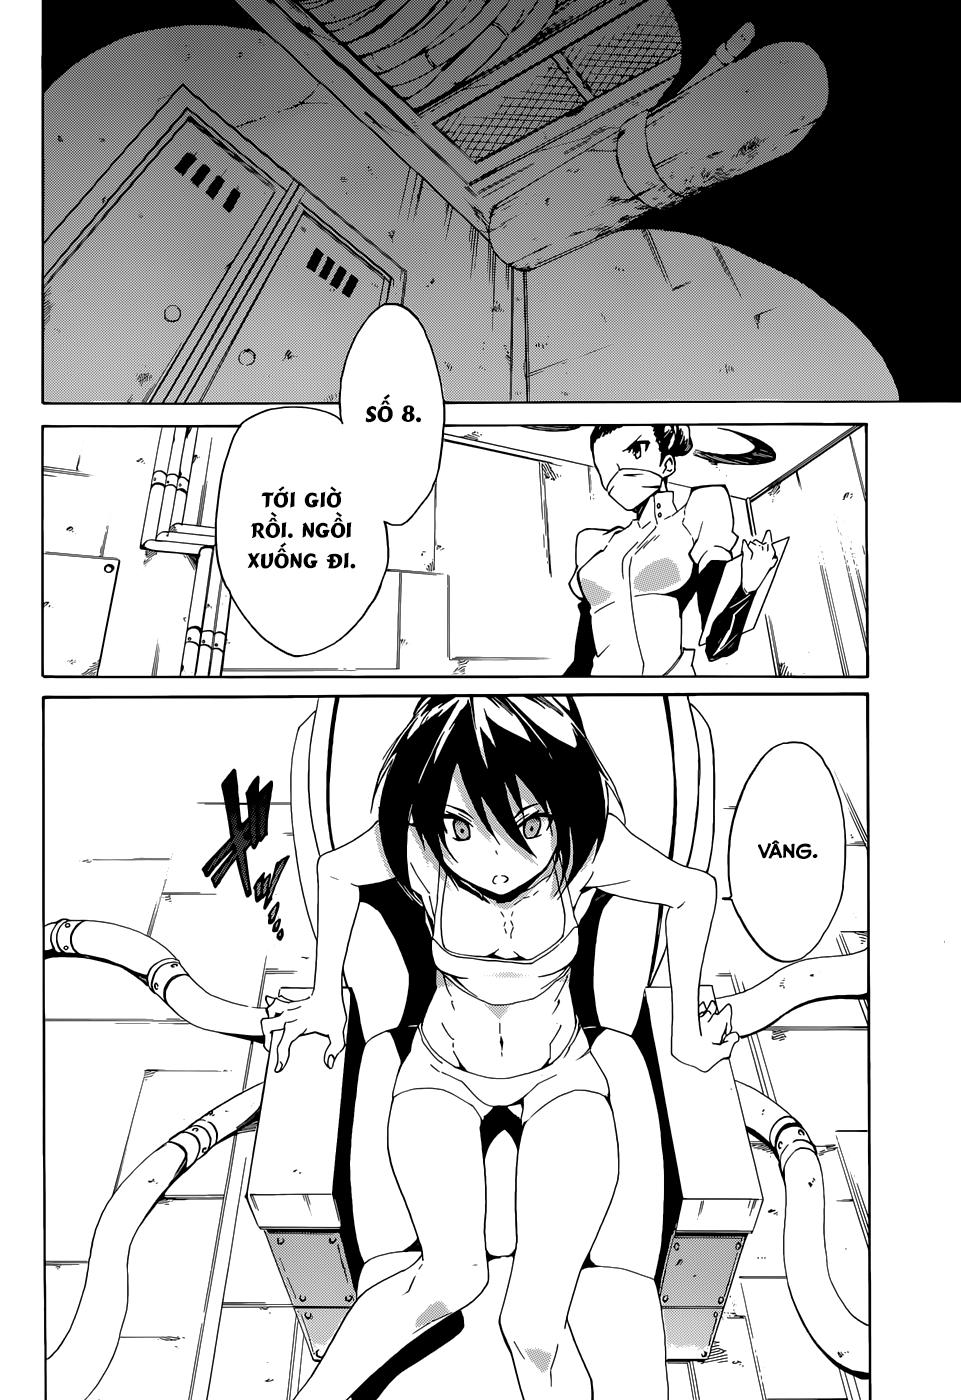 SỐ 8.
TỚI GIỜ
RỒI. NGỒI
XUỐNG ĐI.
VÂNG.